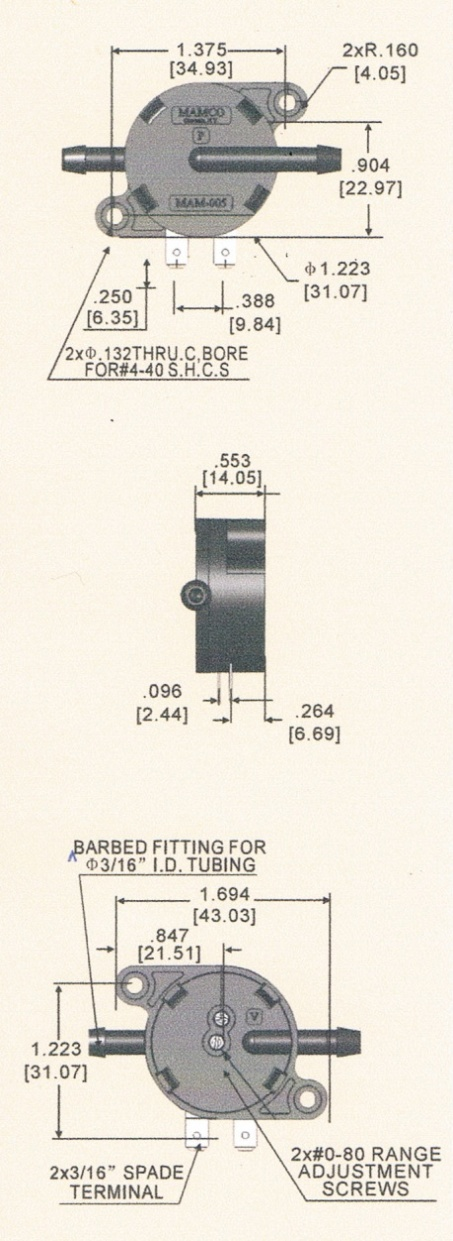 1.375
[34.93]
2xR.160
[4.05]
MAMCO
P
.904
[22.97]
MAM-005
Φ1.223
[31.07]
.250
[6.35]
.388
[9.84]
2xΦ.132THRU.C,BORE
FOR#4-40 S.H.C.S
.553
[14.05]
.096
[2.44]
.264
[6.69]
BARBED FITTING FOR
Φ3/16" I.D. TUBING
1.694
[43.03]
.847
[21.51]
V
1.223
[31.07]
2x3/16" SPADE
TERMINAL
2x#0-80 RANGE
ADJUSTMENT
SCREWS